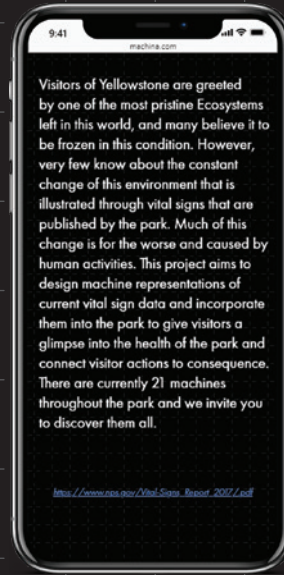 9:41
machina.com
Visitors of Yellowstone are greeted
by one of the most pristine Ecosystems
left in this world, and many believe it to
be frozen in this condition. However,
very few know about the constant
change of this environment that is
illustrated through vital signs that are
published by the park. Much of this
change is for the worse and caused by
human activities. This project aims to
design machine representations of
current vital sign data and incorporate
them into the park to give visitors a
glimpse into the health of the park and
connect visitor actions to consequence.
There are currently 21 machines
throughout the park and we invite you
to discover them all.
https://www.nps.gov/Vital-Signs_Report_2017/.pdf